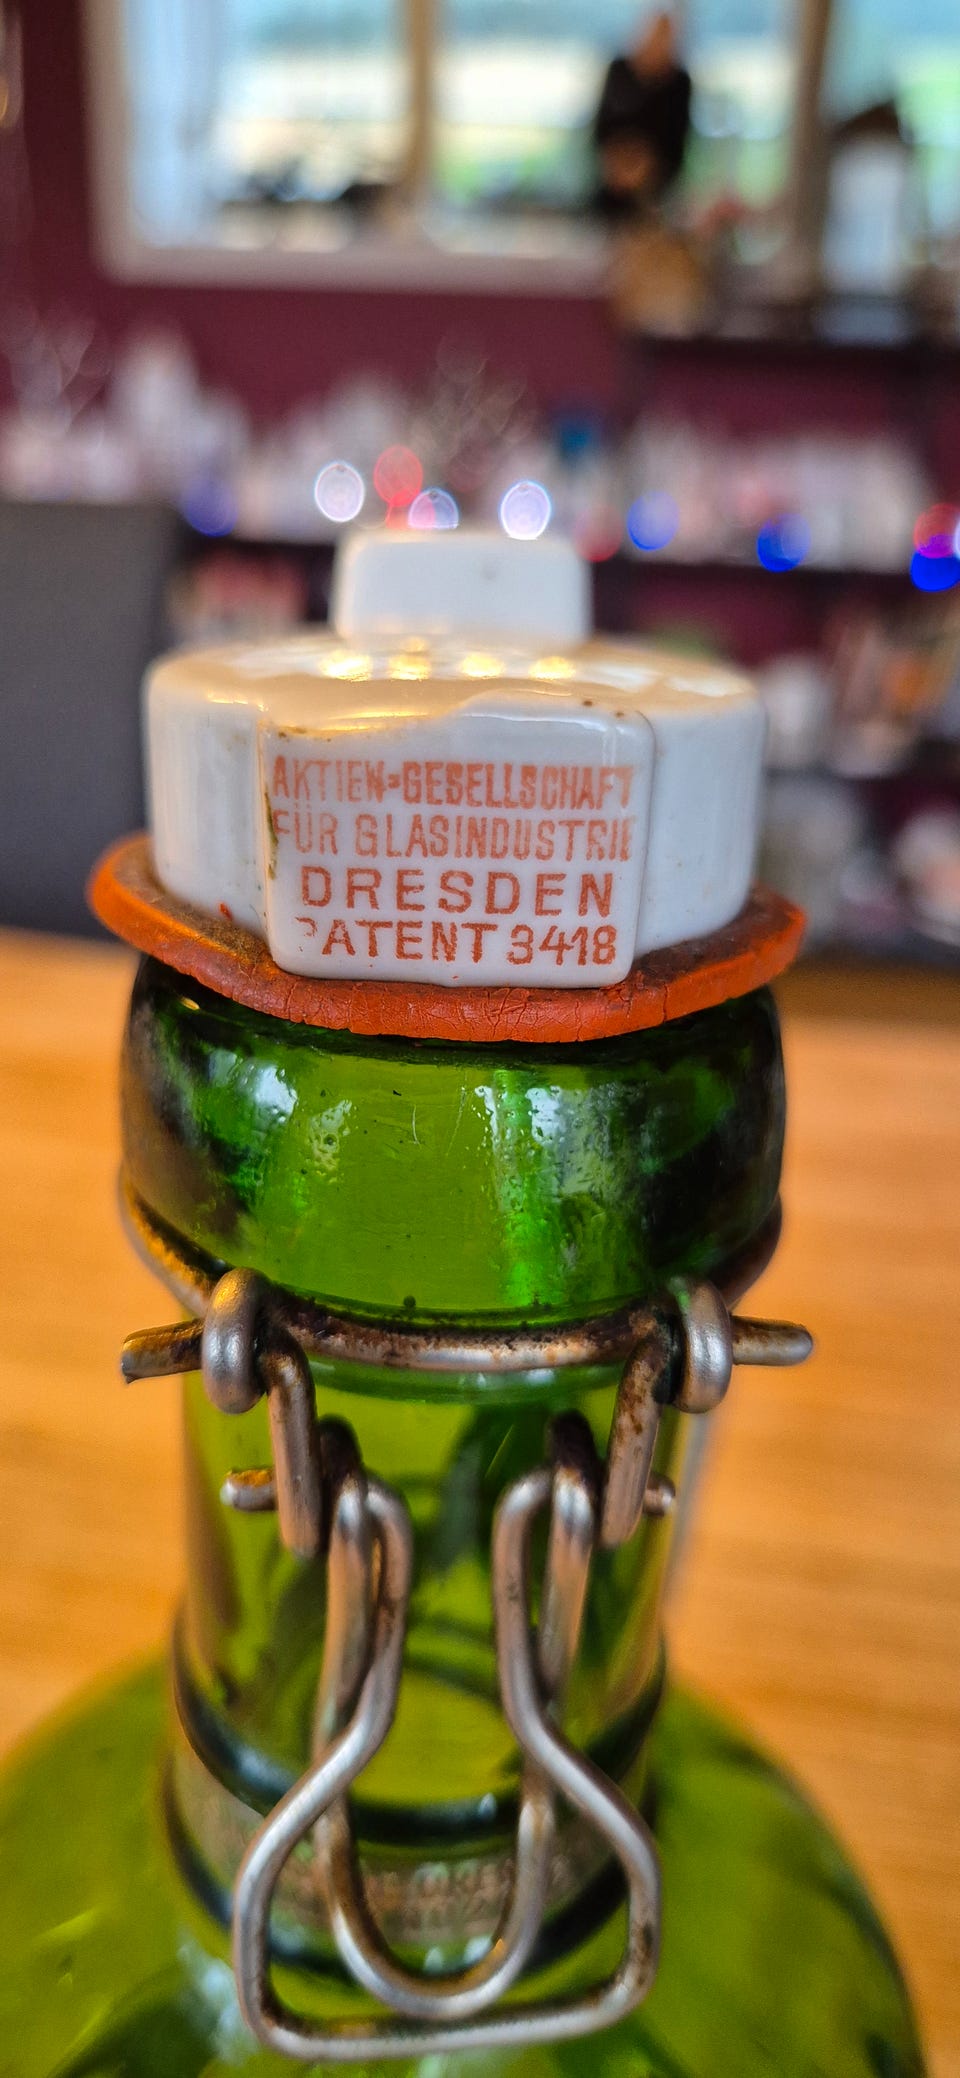 AKTIEN=GESELLSCHAFT
FÜR GLASINDUSTRIE
DRESDEN
PATENT 3418